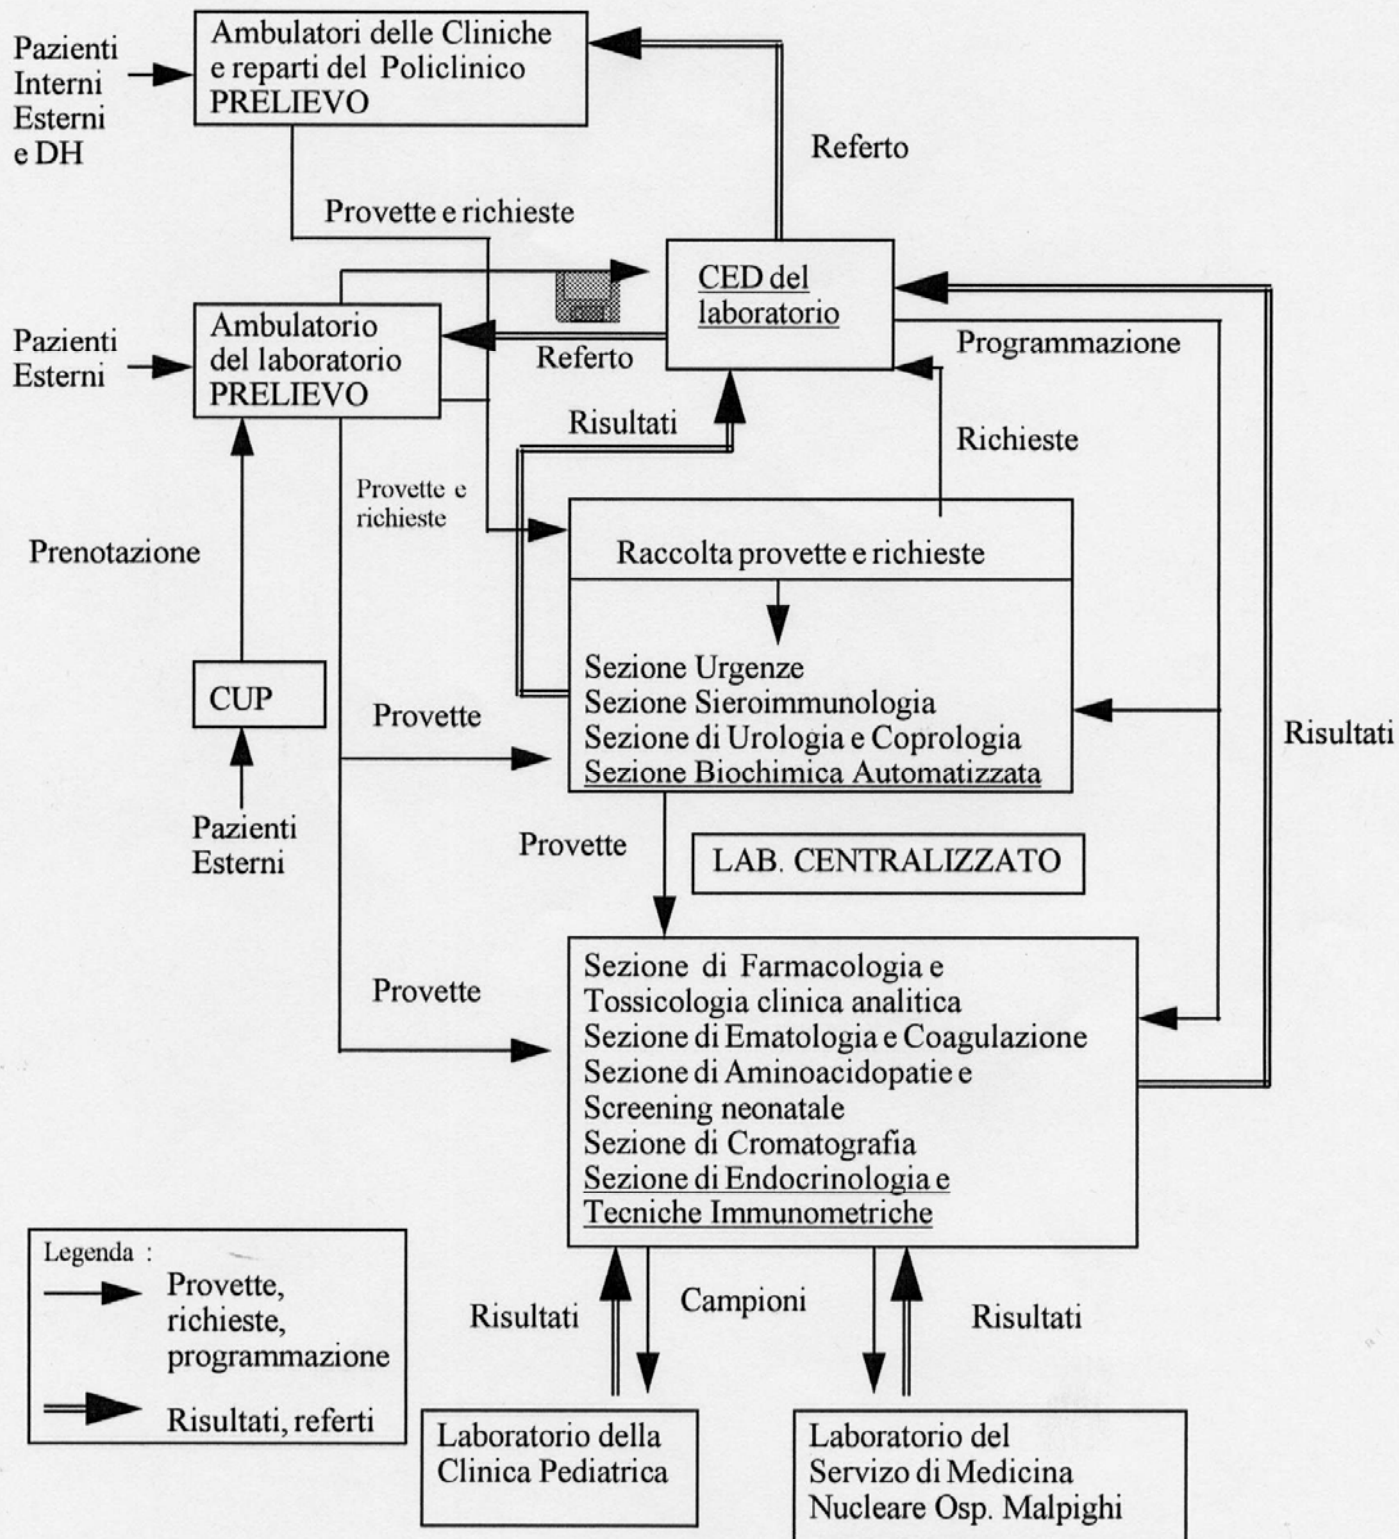 Ambulatori delle Cliniche
e reparti del Policlinico
PRELIEVO
Pazienti
Interni
Esterni
e DH
Referto
Provette e richieste
CED del
laboratorio
Ambulatorio
del laboratorio
PRELIEVO
Pazienti
Esterni
Referto
Programmazione
Risultati
Richieste
Provette e
richieste
Prenotazione
Raccolta provette e richieste
Sezione Urgenze
Sezione Sieroimmunologia
Sezione di Urologia e Coprologia
Sezione Biochimica Automatizzata
CUP
Provette
Risultati
Pazienti
Esterni
Provette
LAB. CENTRALIZZATO
Provette
Sezione di Farmacologia e
Tossicologia clinica analitica
Sezione di Ematologia e Coagulazione
Sezione di Aminoacidopatie e
Screening neonatale
Sezione di Cromatografia
Sezione di Endocrinologia e
Tecniche Immunometriche
Legenda :
Provette,
richieste,
programmazione
Risultati, referti
Risultati
Campioni
Risultati
Laboratorio della
Clinica Pediatrica
Laboratorio del
Servizo di Medicina
Nucleare Osp. Malpighi